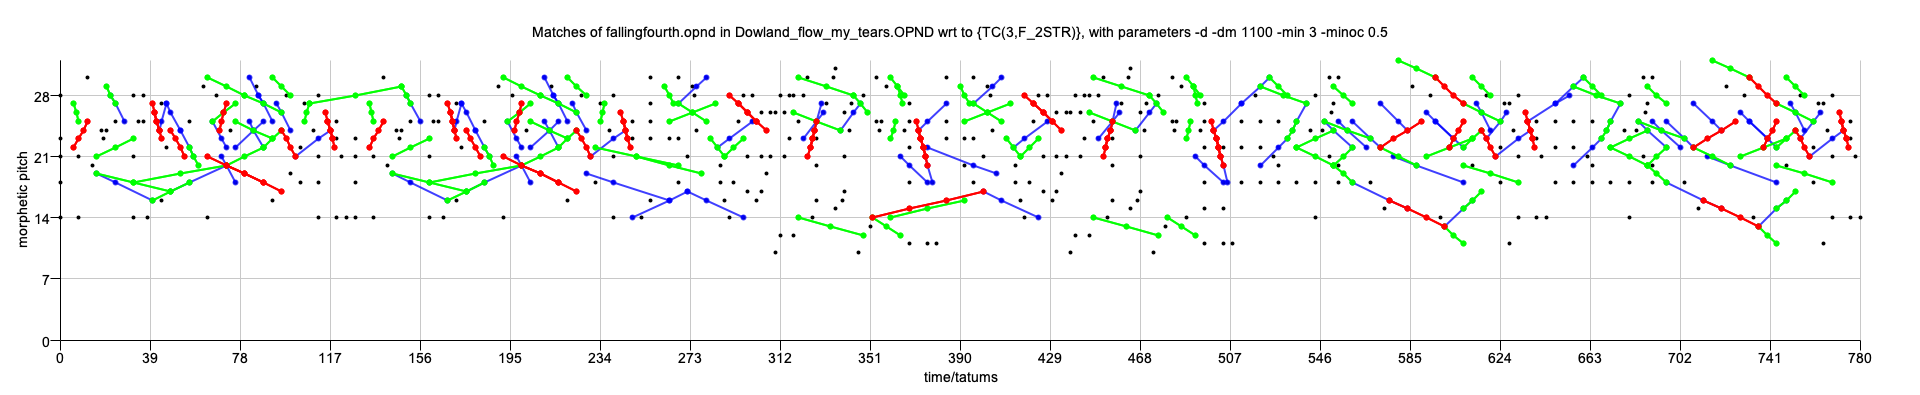 Matches of fallingfourth.opnd in Dowland_flow_my_tears.OPND wrt to {TC(3,F_2STR)}, with parameters -d -dm 1100 -min 3 -minoc 0.5
morphetic pitch
28
21
14
7
0
0 39 78 117 156 195 234 273 312 351 390 429 468 507 546 585 624 663 702 741 780
time/tatums